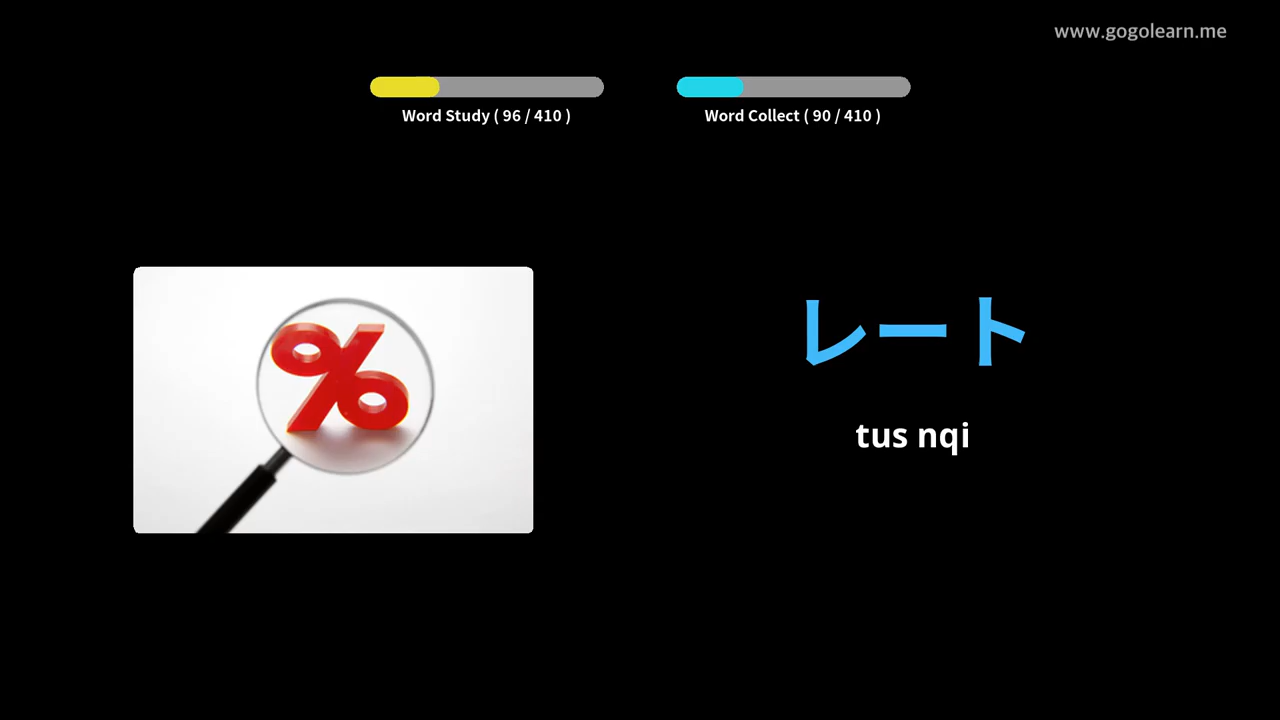 www.gogolearn.me
Word Study ( 96 / 410 )
Word Collect ( 90 / 410 )
%
レート
tus nqi